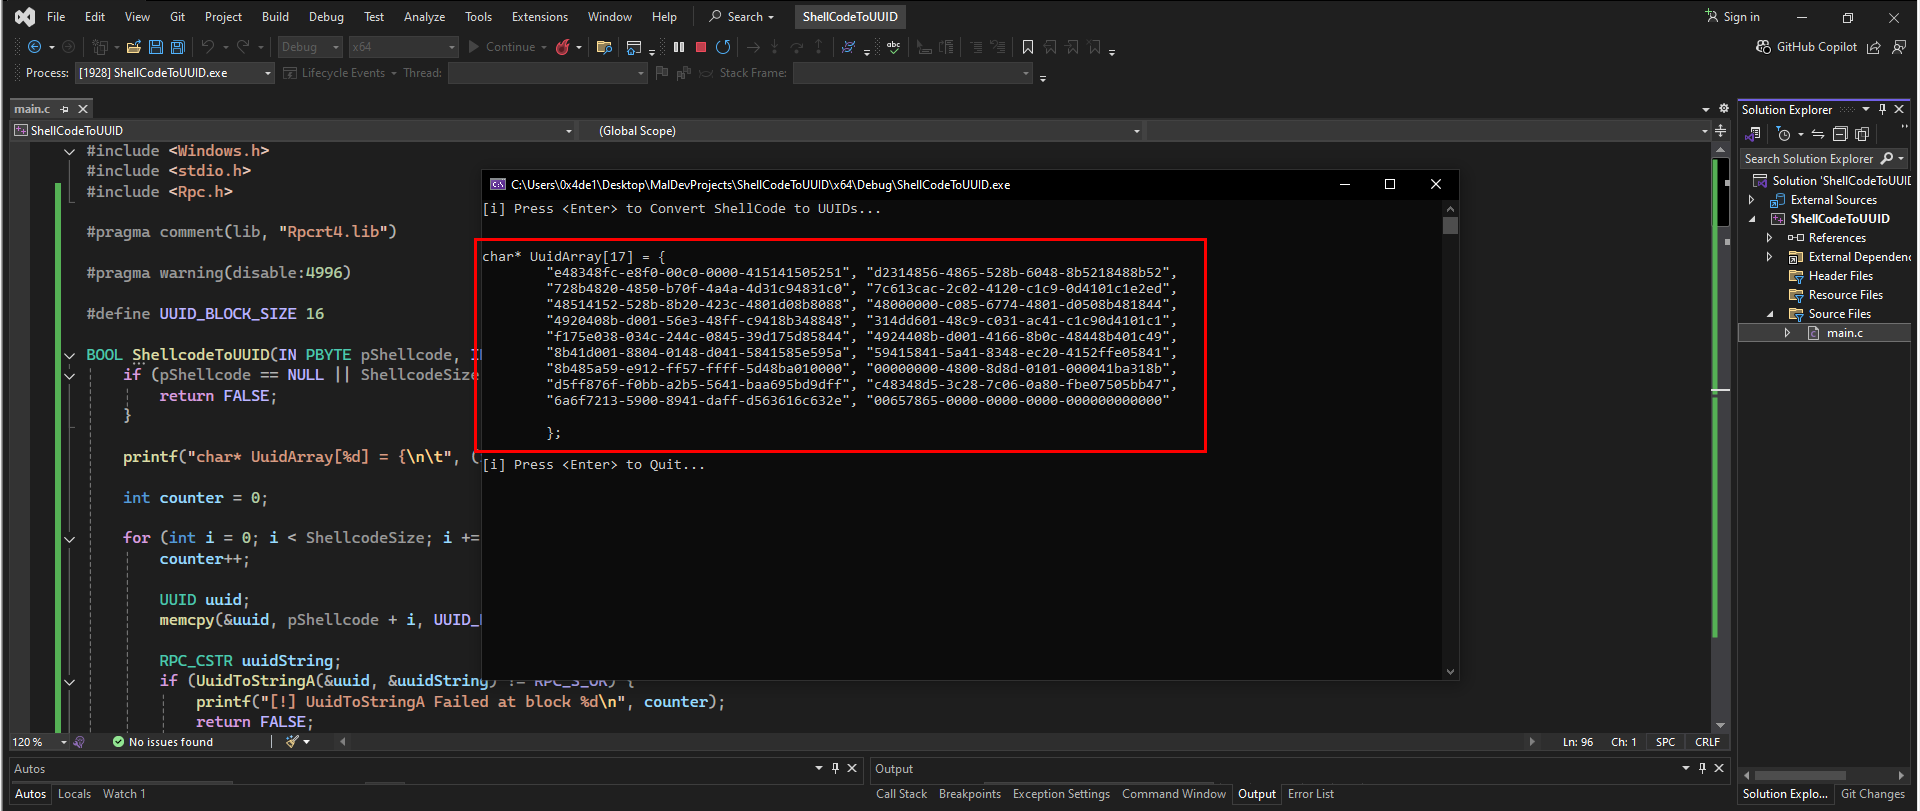 File Edit View Git Project Build Debug Test Analyze Tools Extensions Window Help Search ShellCodeToUUID Sign in
Debug x64 Continue GitHub Copilot
Process: [1928] ShellCodeToUUID.exe Lifecycle Events Thread: Stack Frame:
main.c
ShellCodeToUUID (Global Scope)
#include <Windows.h>
#include <stdio.h>
#include <Rpc.h>
#pragma comment(lib, "Rpcrt4.lib")
#pragma warning(disable:4996)
#define UUID_BLOCK_SIZE 16
BOOL ShellcodeToUUID(IN PBYTE pShellcode,
if (pShellcode == NULL || ShellcodeSize
return FALSE;
}
printf("char* UuidArray[%d] = {\n\t", (
int counter = 0;
for (int i = 0; i < ShellcodeSize; i +=
counter++;
UUID uuid;
memcpy(&uuid, pShellcode + i,
RPC_CSTR uuidString;
if (UuidToStringA(&uuid, &uuidString) != RPC_S_OK) {
printf("[!] UuidToStringA Failed at block %d\n", counter);
return FALSE;
C:\Users\0x4de1\Desktop\MalDevProjects\ShellCodeToUUID\x64\Debug\ShellCodeToUUID.exe
[i] Press <Enter> to Convert ShellCode to UUIDs...
char* UuidArray[17] = {
"e48348fc-e8f0-00c0-0000-415141505251", "d2314856-4865-528b-6048-8b5218488b52",
"728b4820-4850-b70f-4a4a-4d31c94831c0", "7c613cac-2c02-4120-c1c9-0d4101c1e2ed",
"48514152-528b-8b20-423c-4801d08b8088", "48000000-c085-6774-4801-d0508b481844",
"4920408b-d001-56e3-48ff-c9418b348848", "314dd601-48c9-c031-ac41-c1c90d4101c1",
"f175e038-034c-244c-0845-39d175d85844", "4924408b-d001-4166-8b0c-48448b401c49",
"8b41d001-8804-0148-d041-5841585e595a", "59415841-5a41-8348-ec20-4152ffe05841",
"8b485a59-e912-ff57-ffff-5d48ba010000", "00000000-4800-8d8d-0101-000041ba318b",
"d5ff876f-f0bb-a2b5-5641-baa695bd9dff", "c48348d5-3c28-7c06-0a80-fbe07505bb47",
"6a6f7213-5900-8941-daff-d563616c632e", "00657865-0000-0000-0000-000000000000"
};
[i] Press <Enter> to Quit...
Solution Explorer
Search Solution Explorer
Solution 'ShellCodeToUUID
External Sources
ShellCodeToUUID
References
External Dependenc
Header Files
Resource Files
Source Files
main.c
120 % No issues found Ln: 96 Ch: 1 SPC CRLF
Autos
Autos Locals Watch 1
Output
Call Stack Breakpoints Exception Settings Command Window Output Error List
Solution Explo... Git Changes